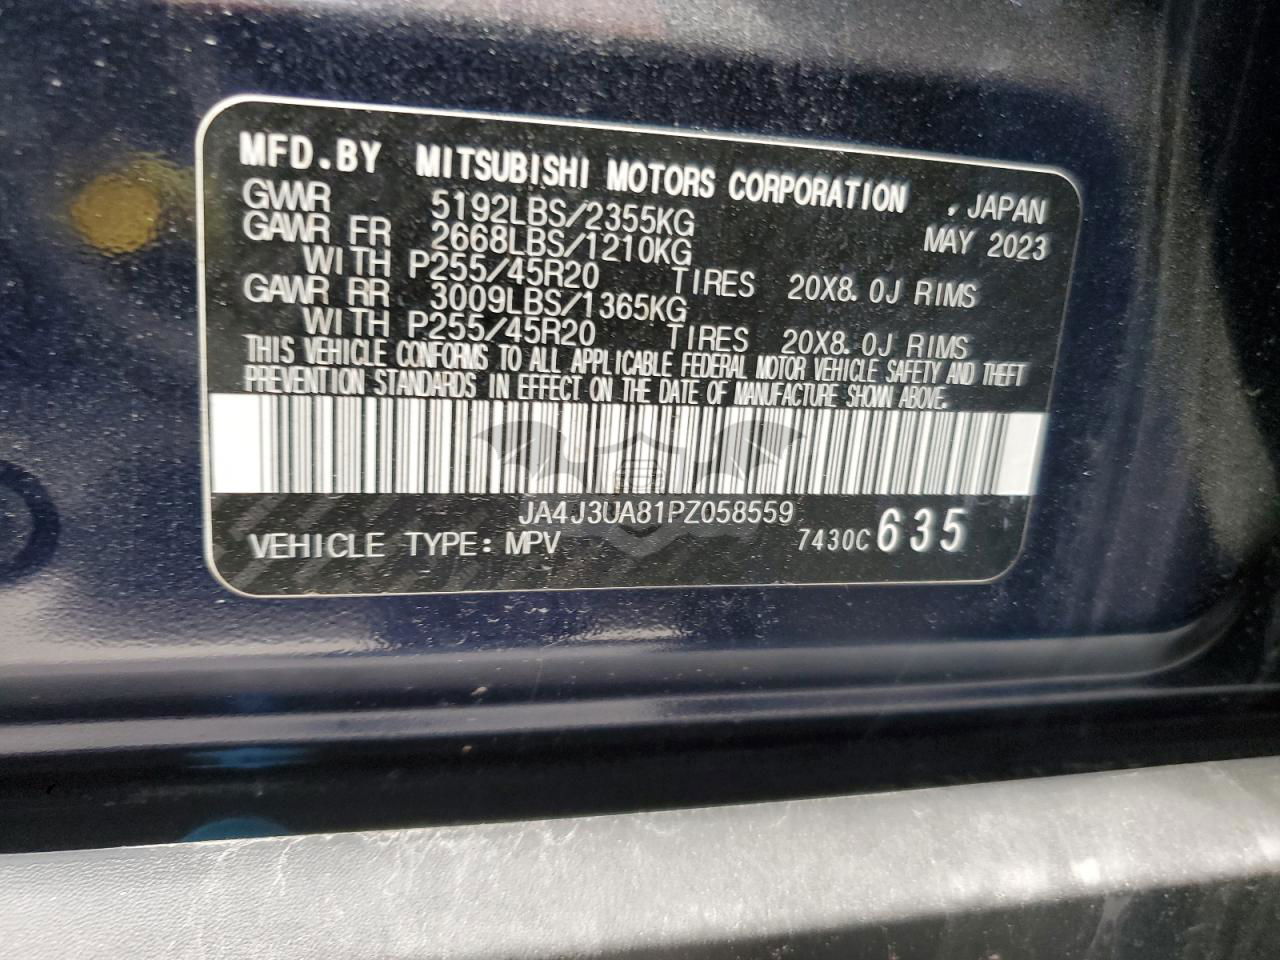 MFD.BY MITSUBISHI MOTORS CORPORATION , JAPAN
GVWR 5192LBS/2355KG MAY 2023
GAWR FR 2668LBS/1210KG
WITH P255/45R20 TIRES 20X8.0J RIMS
GAWR RR 3009LBS/1365KG
WITH P255/45R20 TIRES 20X8.0J RIMS
THIS VEHICLE CONFORMS TO ALL APPLICABLE FEDERAL MOTOR VEHICLE SAFETY AND THEFT
PREVENTION STANDARDS IN EFFECT ON THE DATE OF MANUFACTURE SHOWN ABOVE.
JA4J3UA81PZ058559
VEHICLE TYPE: MPV 7430C 635